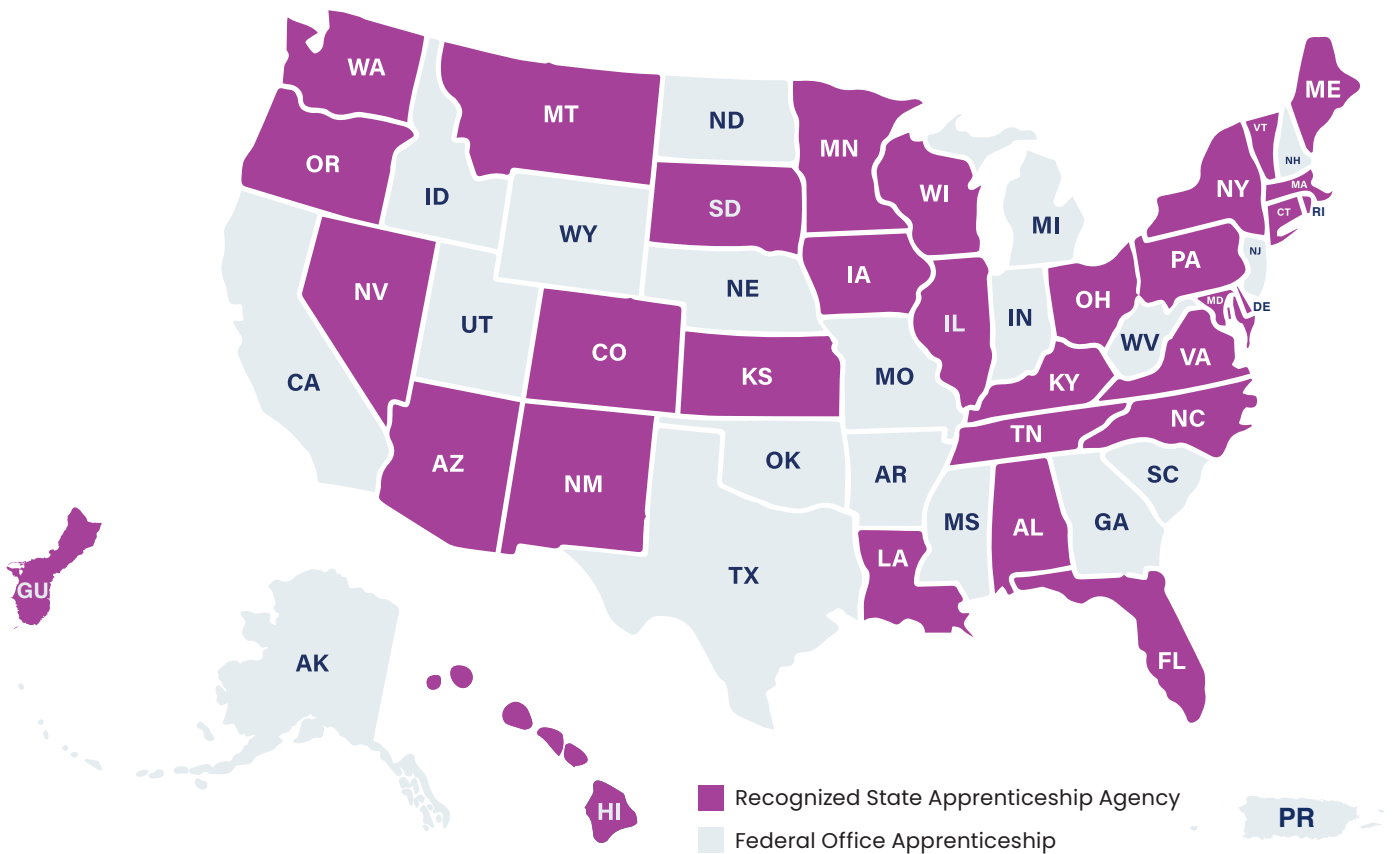 WA
MT
ND
MN
ME
VT
NH
OR
ID
SD
WI
NY
MA
CT
RI
WY
MI
NV
NE
IA
PA
NJ
UT
CO
IL
IN
OH
MD
DE
WV
VA
CA
KS
MO
KY
NC
TN
AZ
NM
OK
AR
SC
MS
AL
GA
TX
LA
GU
AK
FL
HI
Recognized State Apprenticeship Agency
Federal Office Apprenticeship
PR